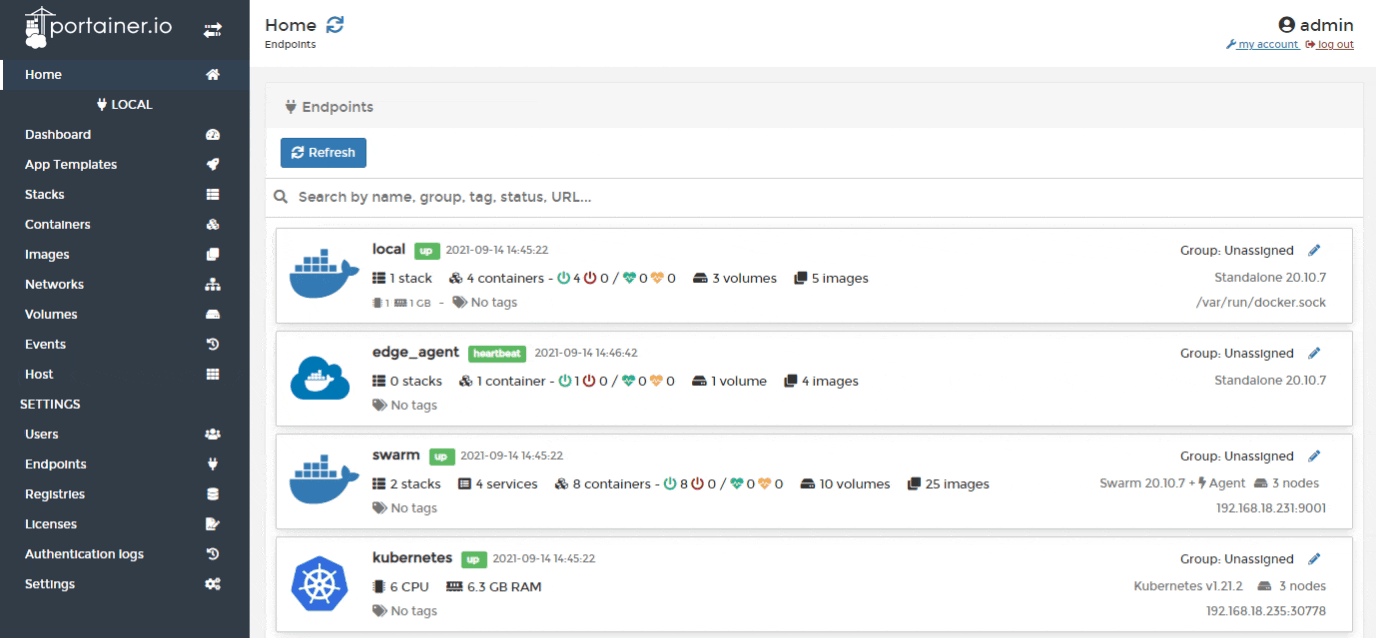 portainer.io
Home
LOCAL
Dashboard
App Templates
Stacks
Containers
Images
Networks
Volumes
Events
Host
SETTINGS
Users
Endpoints
Registries
Licenses
Authentication logs
Settings
Home
Endpoints
admin
my account log out
Endpoints
Refresh
Search by name, group, tag, status, URL...
local up 2021-09-14 14:45:22 Group: Unassigned
1 stack 4 containers - 4 0 / 0 0 3 volumes 5 images Standalone 20.10.7
1 1 GB - No tags /var/run/docker.sock
edge_agent heartbeat 2021-09-14 14:46:42 Group: Unassigned
0 stacks 1 container - 1 0 / 0 0 1 volume 4 images Standalone 20.10.7
No tags
swarm up 2021-09-14 14:45:22 Group: Unassigned
2 stacks 4 services 8 containers - 8 0 / 0 0 10 volumes 25 images Swarm 20.10.7 + Agent 3 nodes
No tags 192.168.18.231:9001
kubernetes up 2021-09-14 14:45:22 Group: Unassigned
6 CPU 6.3 GB RAM Kubernetes v1.21.2 3 nodes
No tags 192.168.18.235:30778